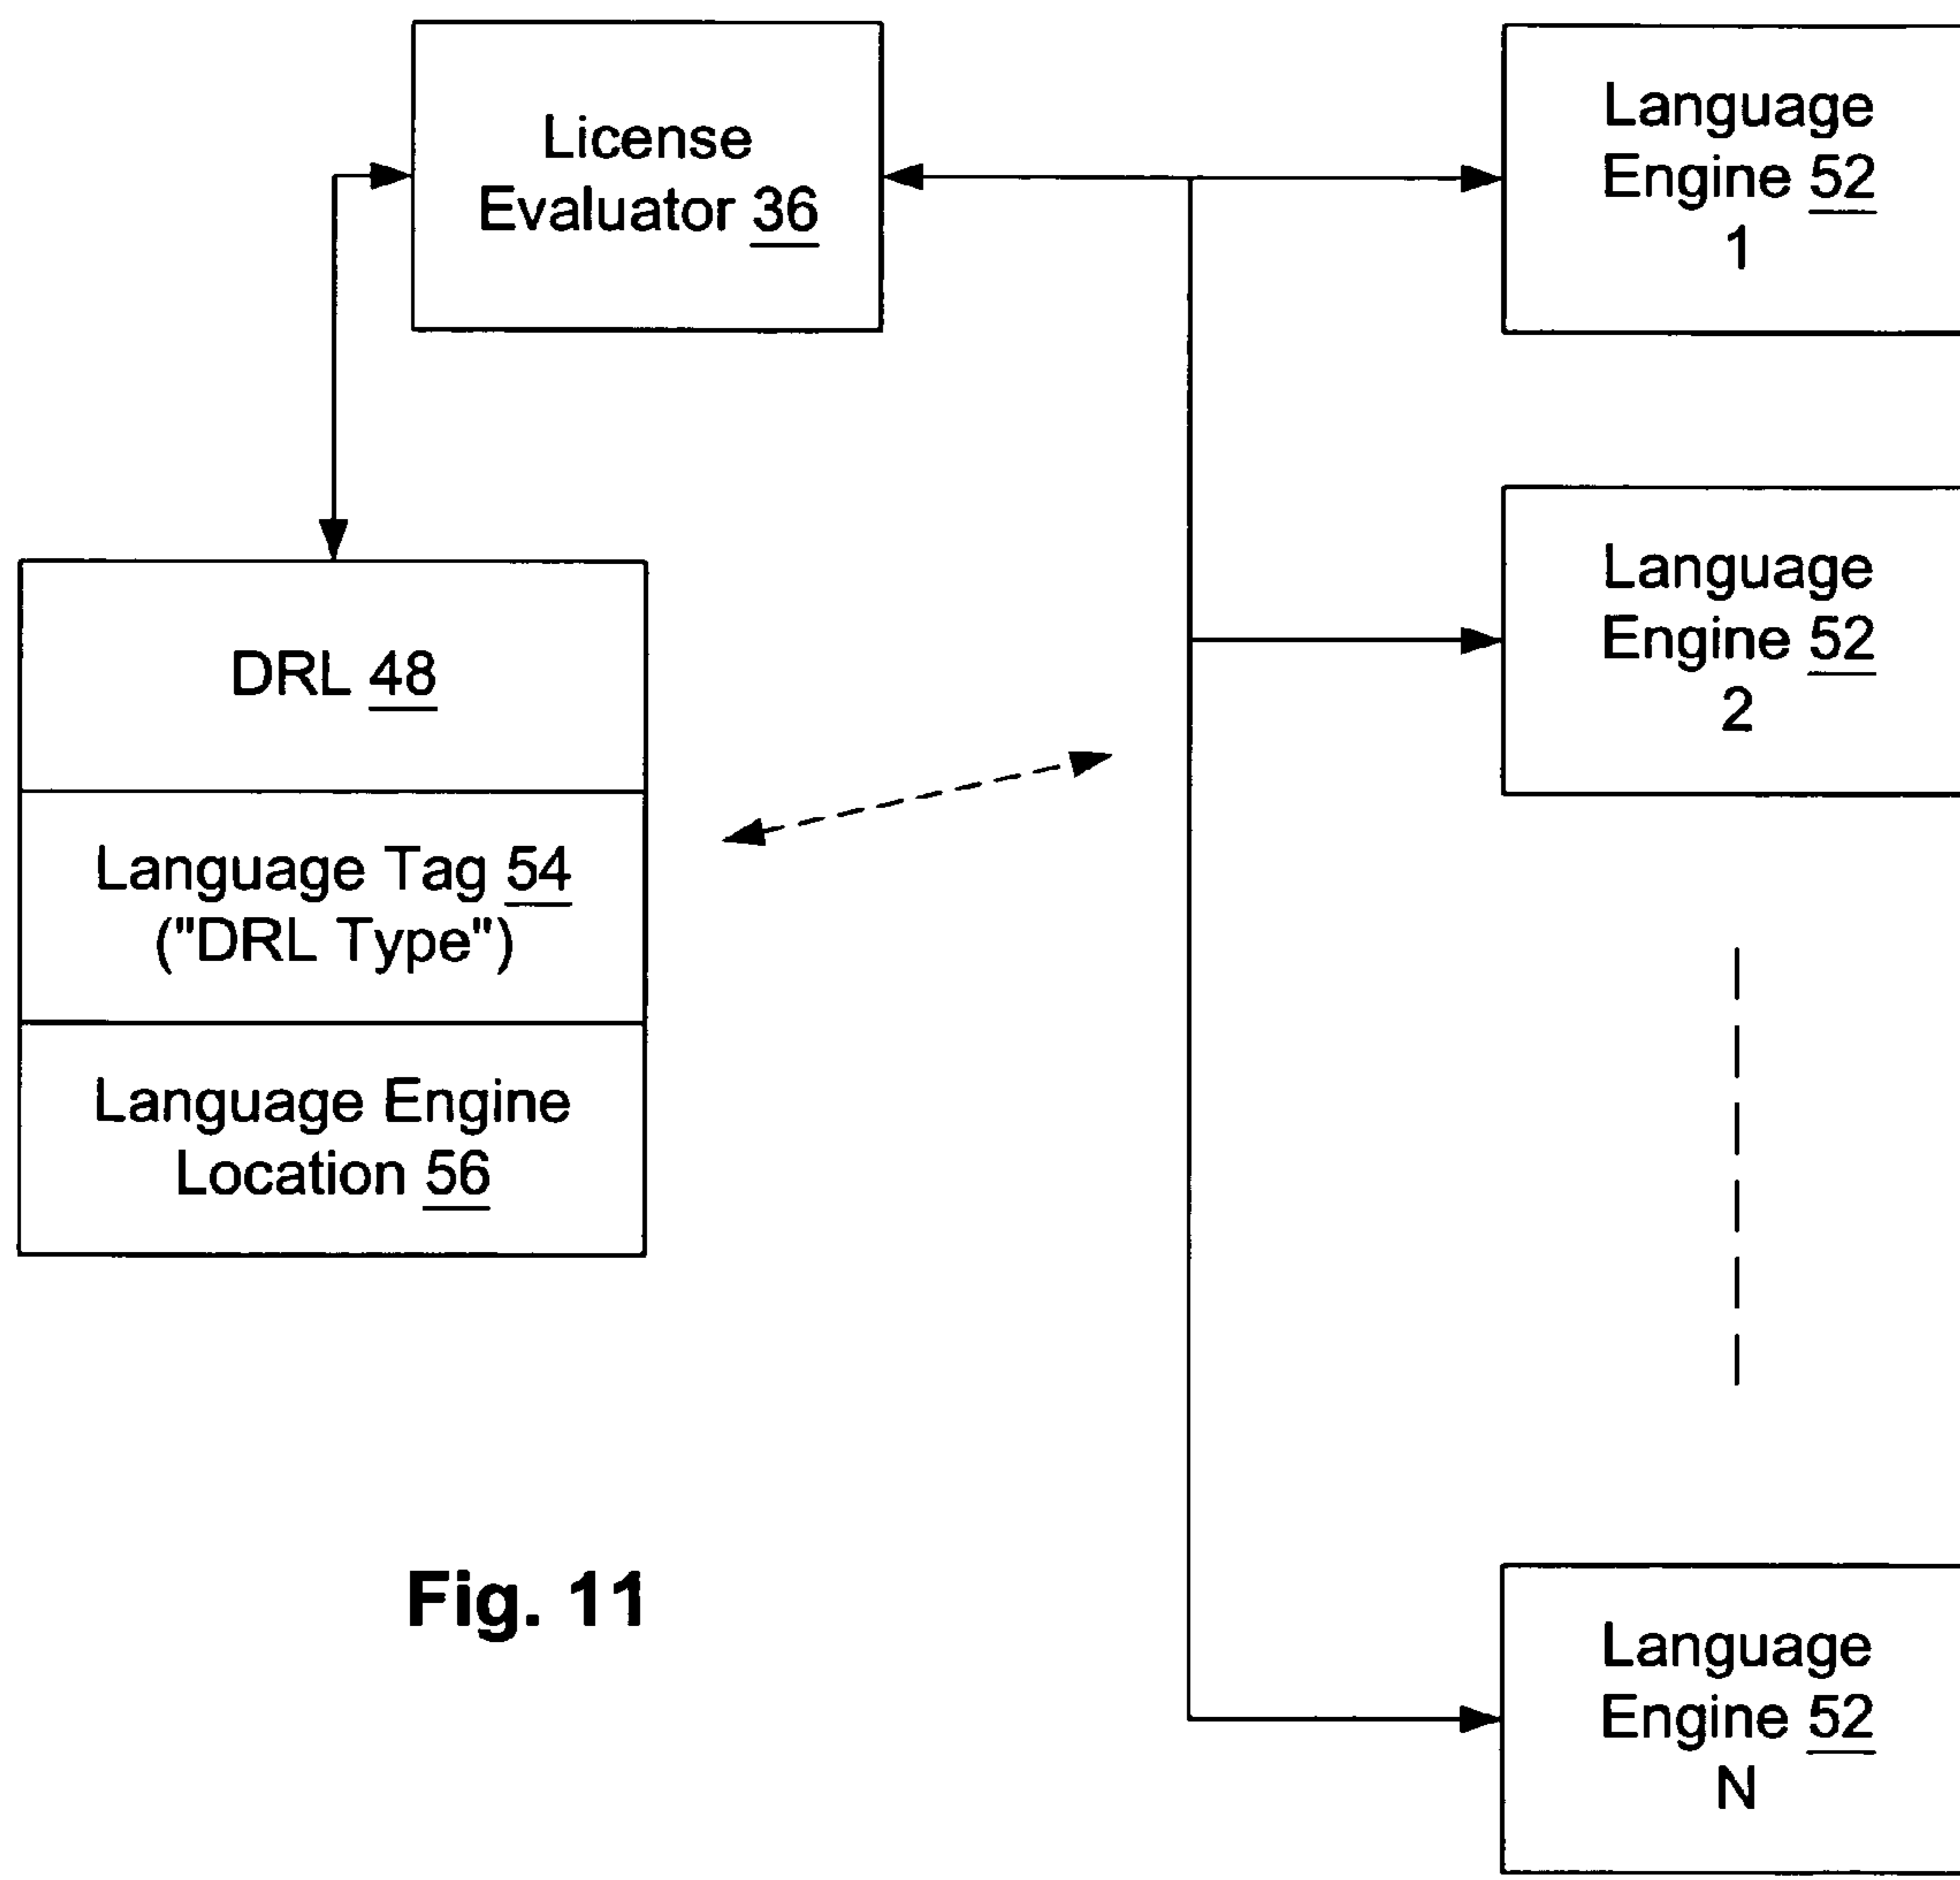 License
Evaluator 36
Language
Engine 52
1
Language
Engine 52
2
DRL 48
Language Tag 54
("DRL Type")
Language Engine
Location 56
Fig. 11
Language
Engine 52
N